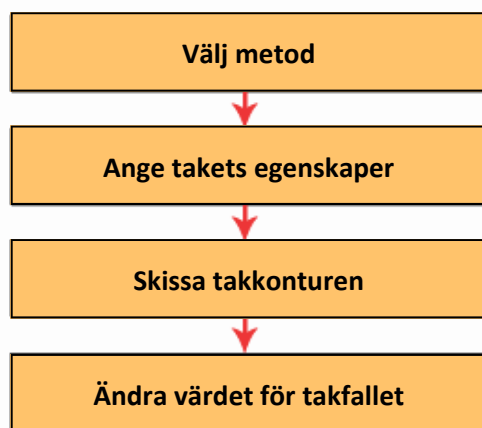 Välj metod
Ange takets egenskaper
Skissa takkonturen
Ändra värdet för takfallet